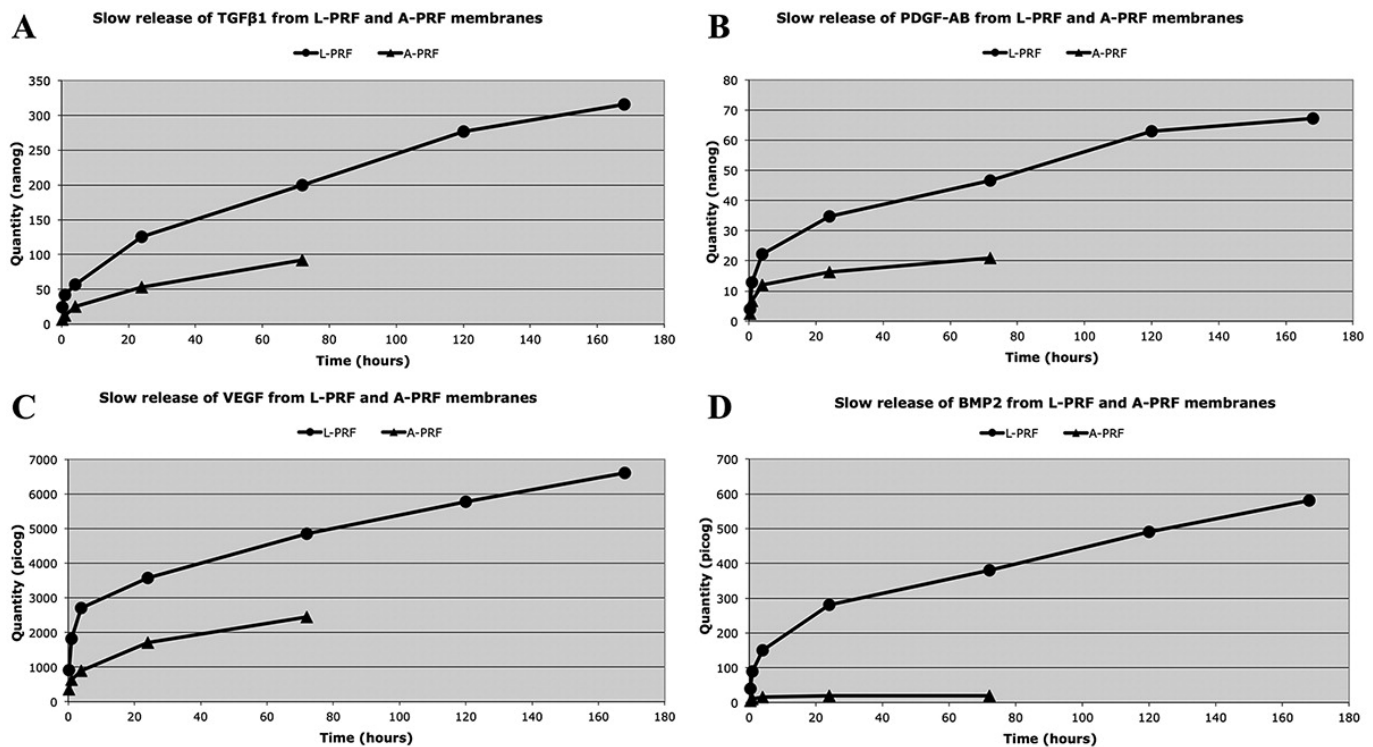 A
Slow release of TGFβ1 from L-PRF and A-PRF membranes
L-PRF A-PRF
Quantity (nanog)
350
300
250
200
150
100
50
0
0 20 40 60 80 100 120 140 160 180
Time (hours)
B
Slow release of PDGF-AB from L-PRF and A-PRF membranes
L-PRF A-PRF
Quantity (nanog)
80
70
60
50
40
30
20
10
0
0 20 40 60 80 100 120 140 160 180
Time (hours)
C
Slow release of VEGF from L-PRF and A-PRF membranes
L-PRF A-PRF
Quantity (picog)
7000
6000
5000
4000
3000
2000
1000
0
0 20 40 60 80 100 120 140 160 180
Time (hours)
D
Slow release of BMP2 from L-PRF and A-PRF membranes
L-PRF A-PRF
Quantity (picog)
700
600
500
400
300
200
100
0
0 20 40 60 80 100 120 140 160 180
Time (hours)